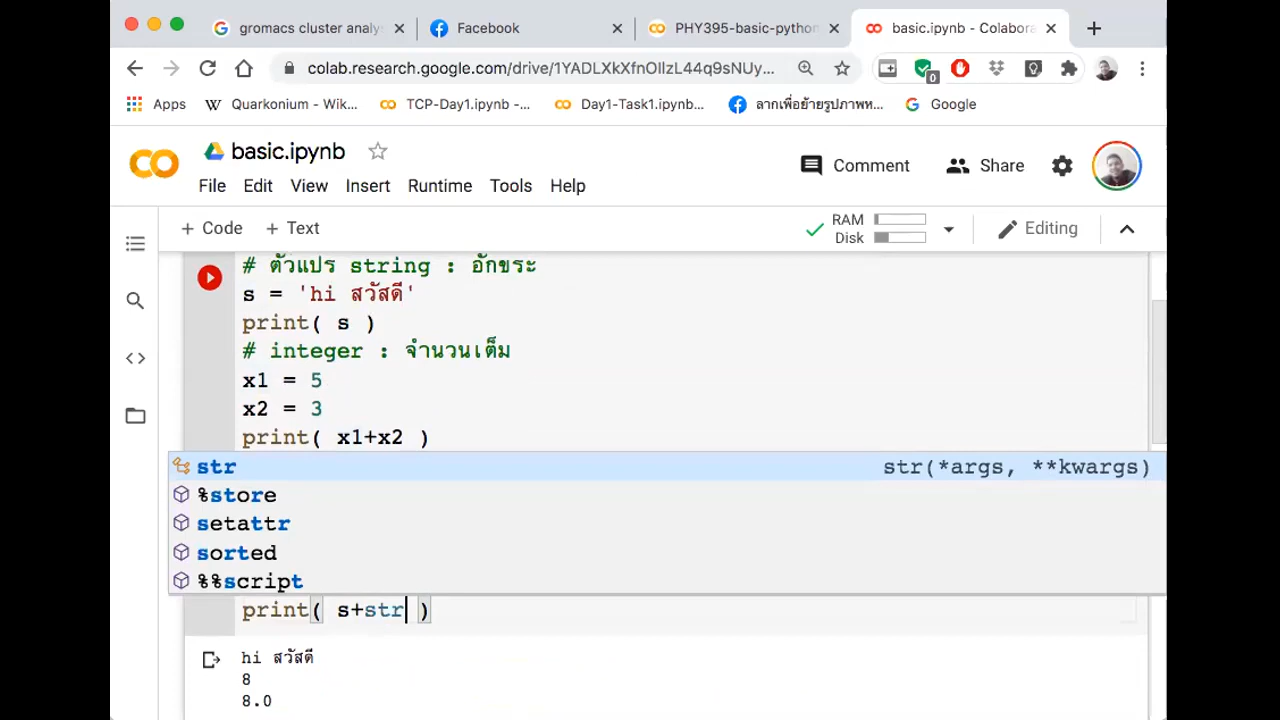 gromacs cluster analy
Facebook
PHY395-basic-python
basic.ipynb - Colabora
colab.research.google.com/drive/1YADLXkXfnOIlzL44q9sNUy...
0
Apps
Quarkonium - Wik...
TCP-Day1.ipynb -...
Day1-Task1.ipynb...
ลากเพื่อย้ายรูปภาพห...
Google
basic.ipynb
Comment
Share
File Edit View Insert Runtime Tools Help
+ Code + Text
RAM
Disk
Editing
# ตัวแปร string : อักขระ
s = 'hi สวัสดี'
print( s )
# integer : จำนวนเต็ม
x1 = 5
x2 = 3
print( x1+x2 )
str str(*args, **kwargs)
%store
setattr
sorted
%%script
print( s+str )
hi สวัสดี
8
8.0